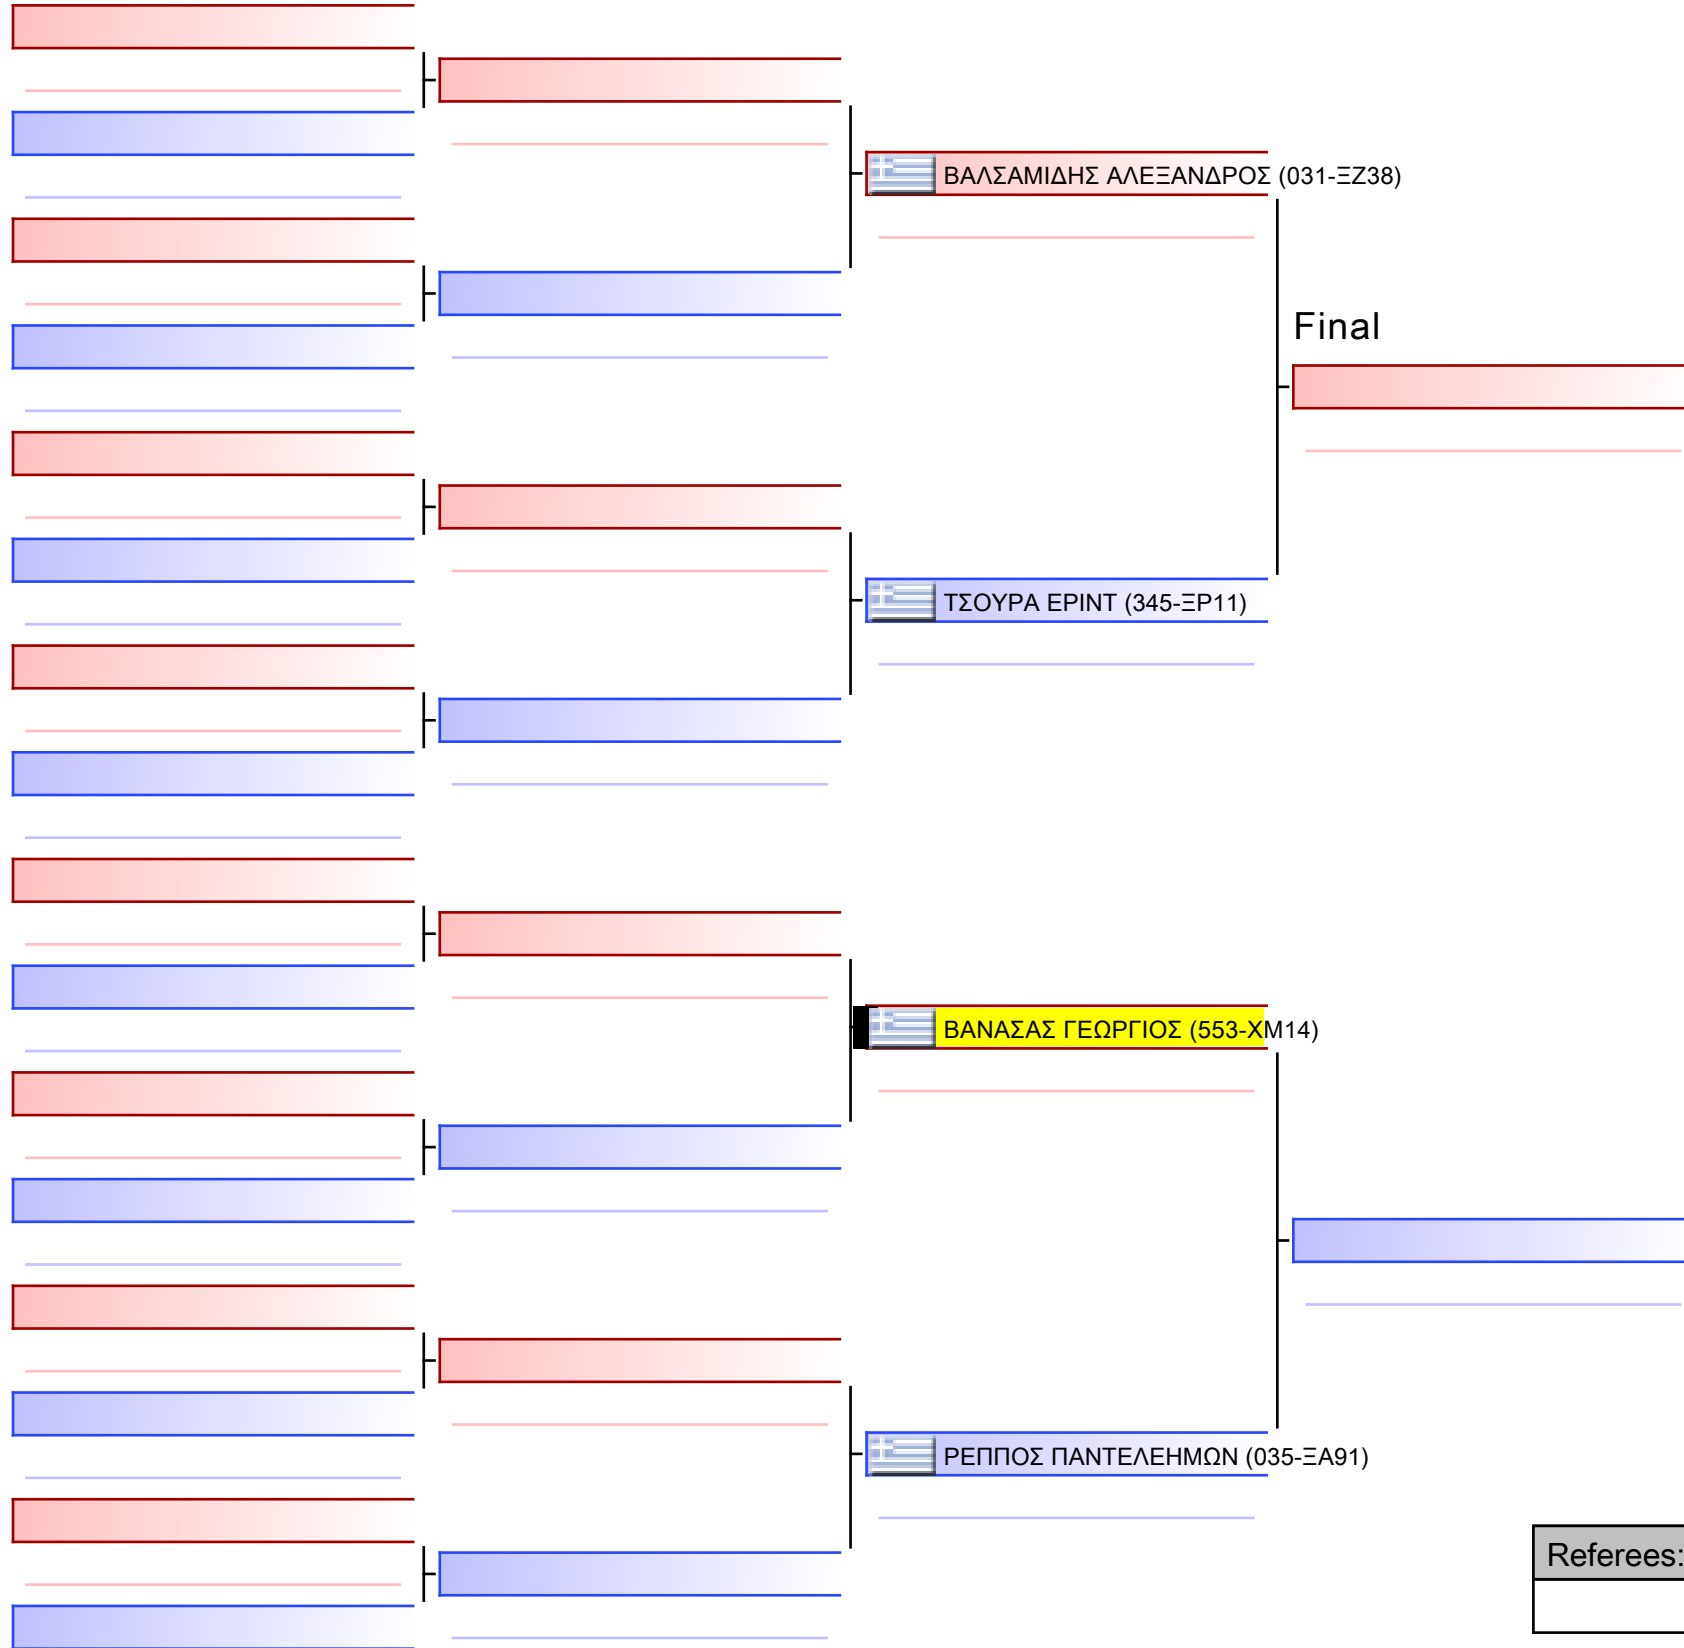 ΒΑΛΣΑΜΙΔΗΣ ΑΛΕΞΑΝΔΡΟΣ (031-ΞΖ38)
Final
ΤΣΟΥΡΑ ΕΡΙΝΤ (345-ΞΡ11)
ΒΑΝΑΣΑΣ ΓΕΩΡΓΙΟΣ (553-ΧΜ14)
ΡΕΠΠΟΣ ΠΑΝΤΕΛΕΗΜΩΝ (035-ΞΑ91)
Referees: